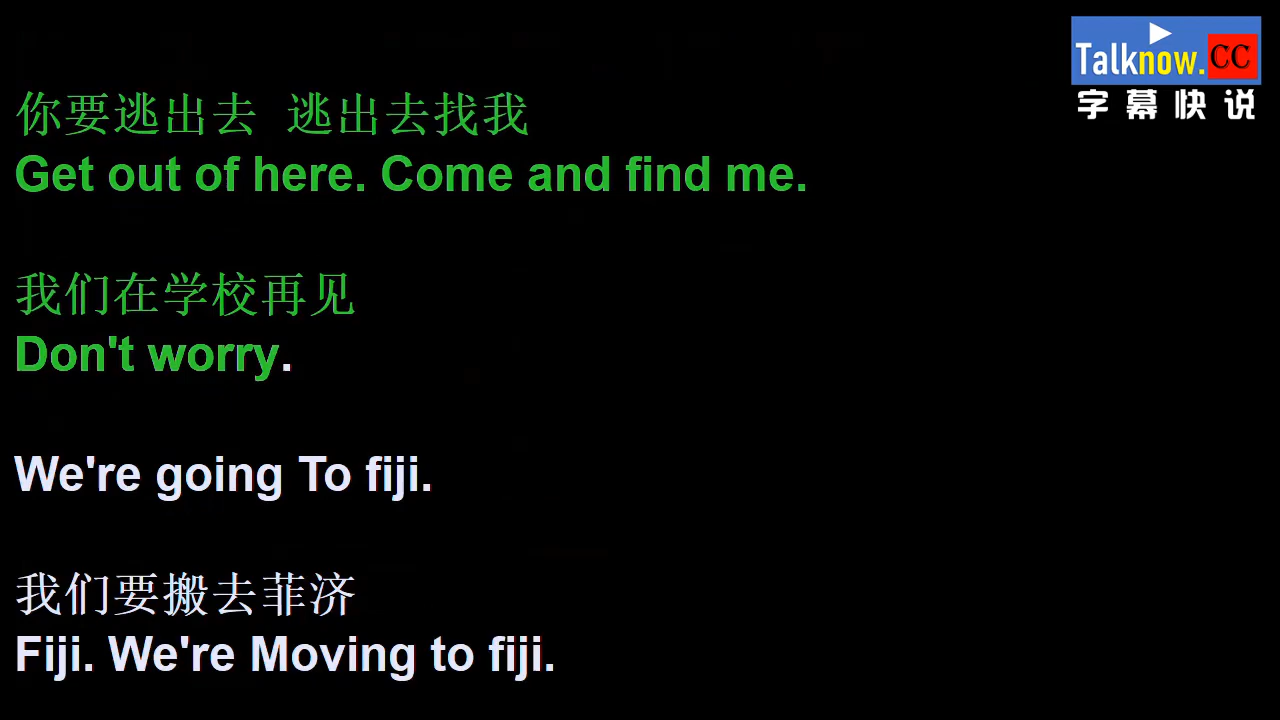 Talknow.CC
字幕快说
你要逃出去 逃出去找我
Get out of here. Come and find me.
我们在学校再见
Don't worry.
We're going To fiji.
我们要搬去菲济
Fiji. We're Moving to fiji.